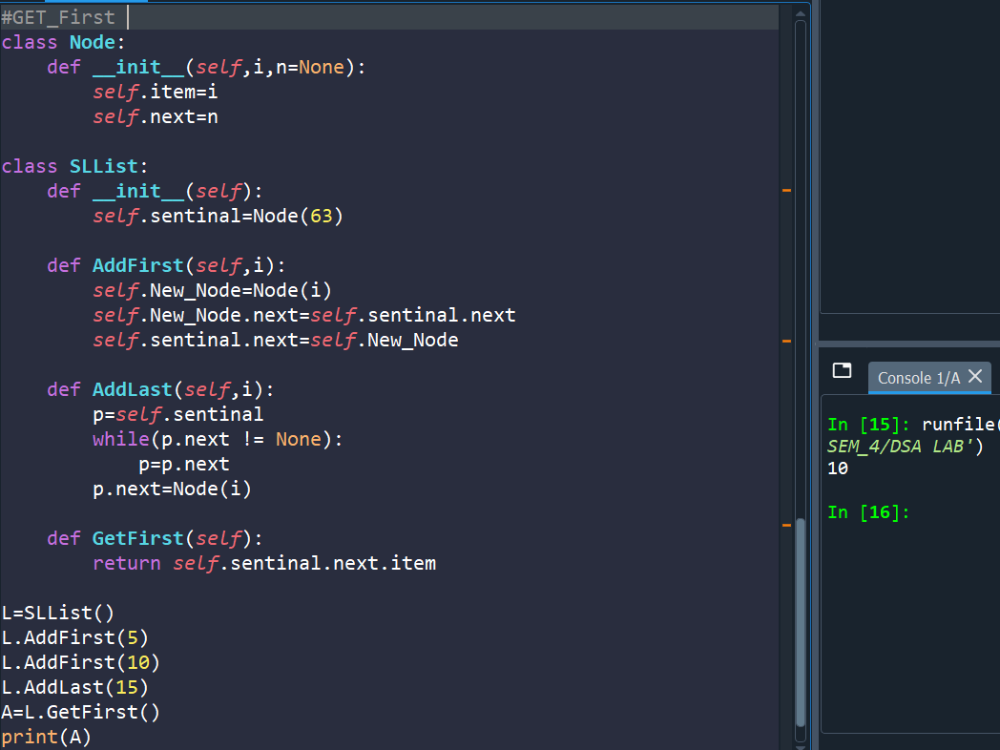 #GET_First
class Node:
    def __init__(self,i,n=None):
        self.item=i
        self.next=n

class SLList:
    def __init__(self):
        self.sentinal=Node(63)

    def AddFirst(self,i):
        self.New_Node=Node(i)
        self.New_Node.next=self.sentinal.next
        self.sentinal.next=self.New_Node

    def AddLast(self,i):
        p=self.sentinal
        while(p.next != None):
            p=p.next
        p.next=Node(i)

    def GetFirst(self):
        return self.sentinal.next.item

L=SLList()
L.AddFirst(5)
L.AddFirst(10)
L.AddLast(15)
A=L.GetFirst()
print(A)
Console 1/A
In [15]: runfile(
SEM_4/DSA LAB')
10
In [16]: